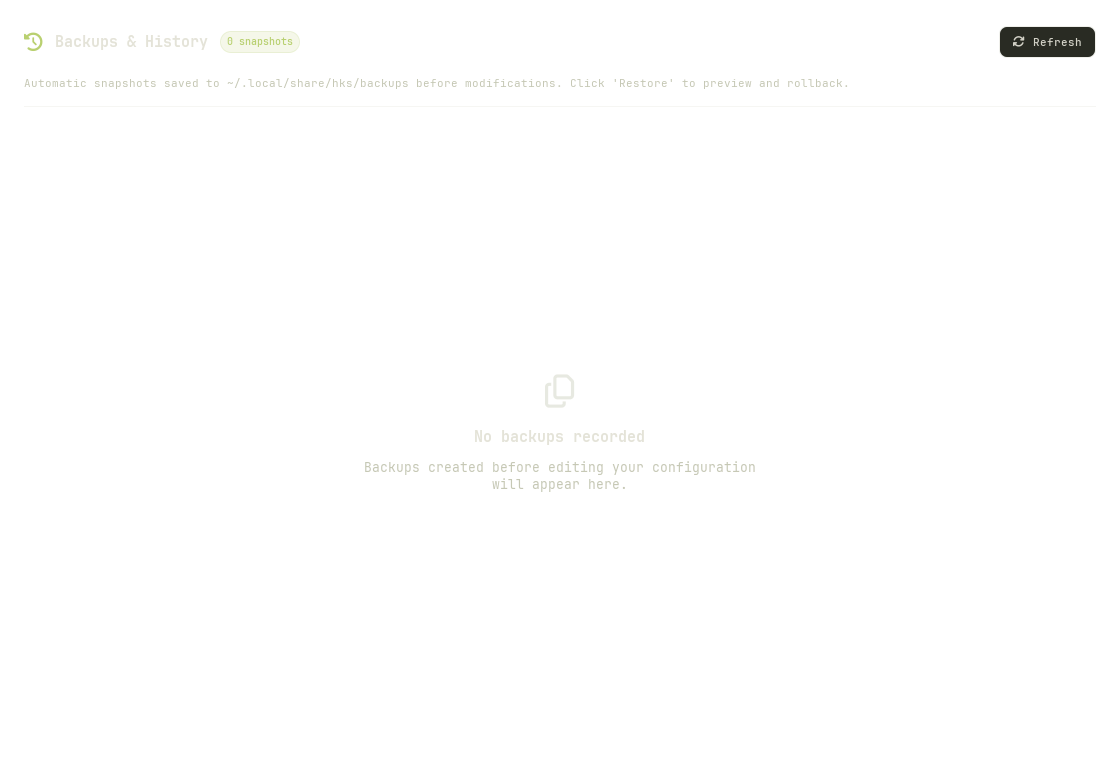 Backups & History
0 snapshots
Refresh
Automatic snapshots saved to ~/.local/share/hks/backups before modifications. Click 'Restore' to preview and rollback.
No backups recorded
Backups created before editing your configuration
will appear here.